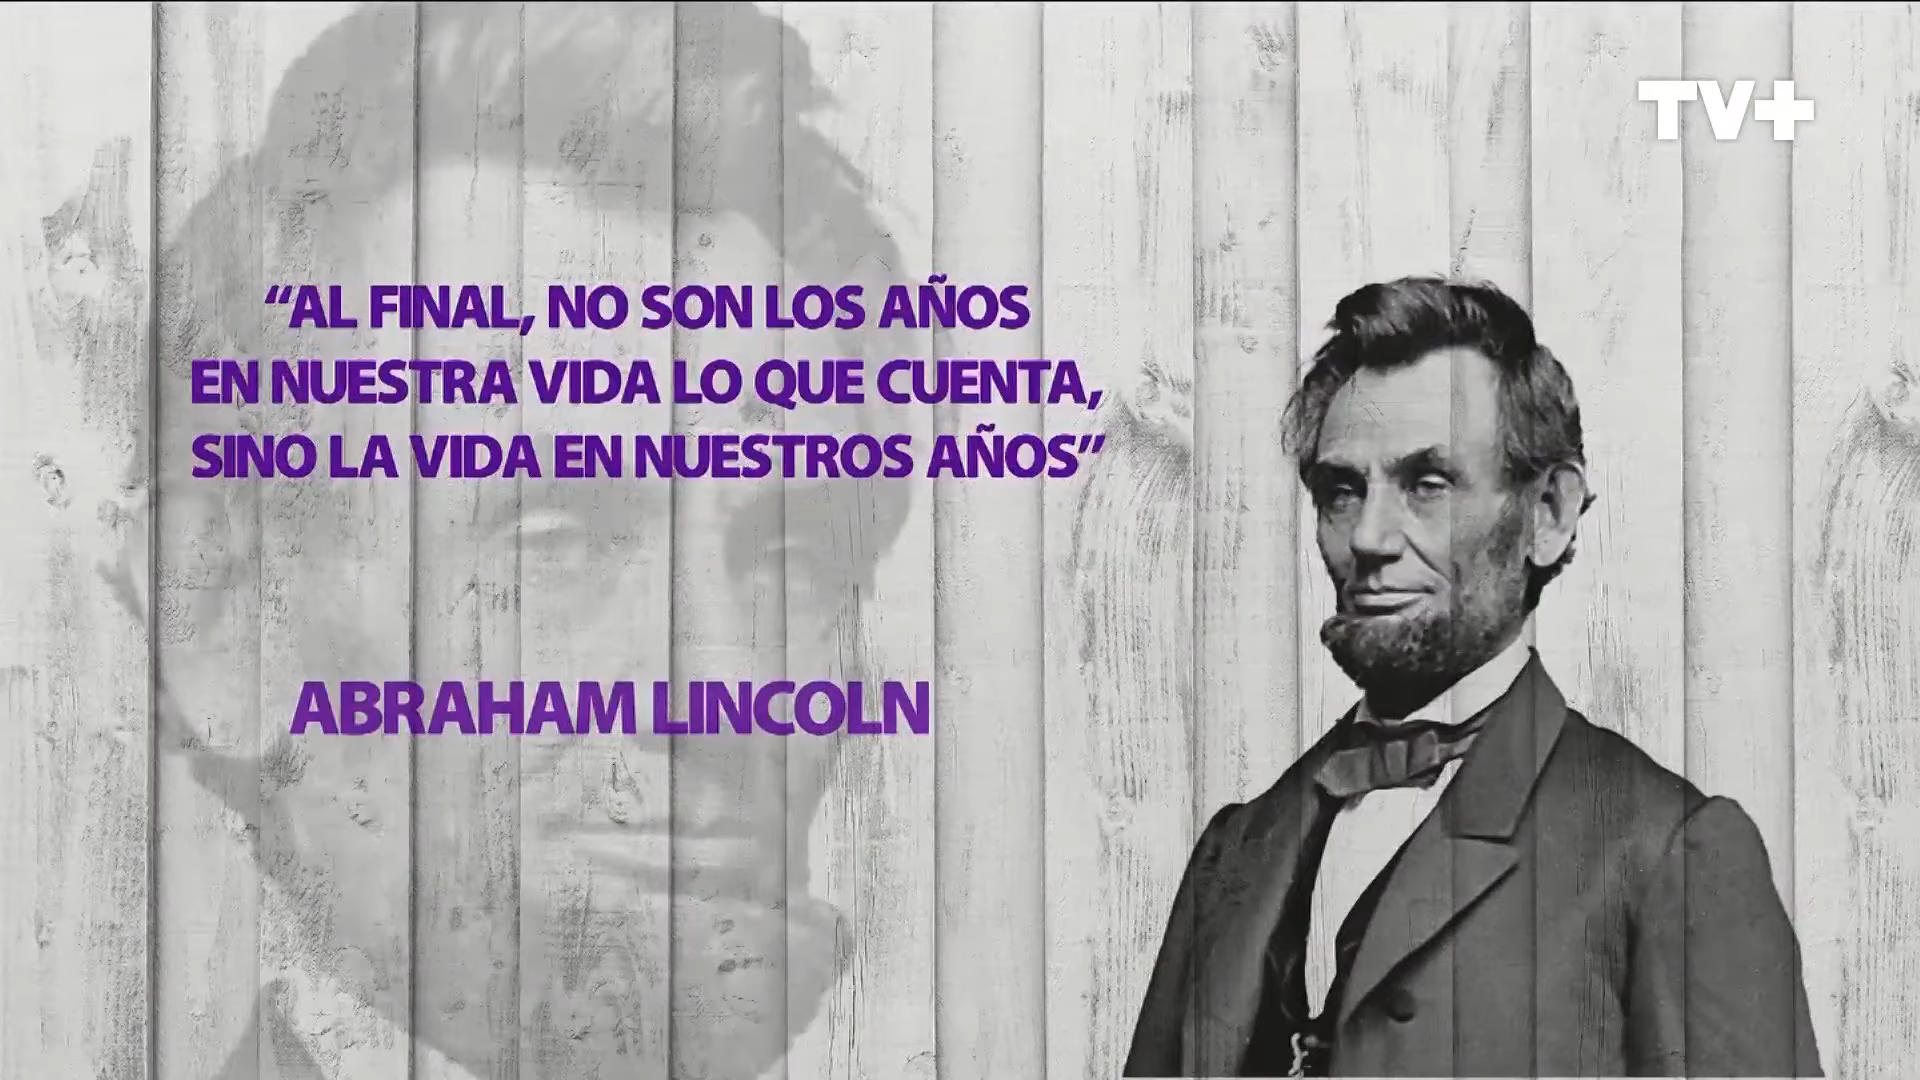 TV+
“AL FINAL, NO SON LOS AÑOS
EN NUESTRA VIDA LO QUE CUENTA,
SINO LA VIDA EN NUESTROS AÑOS”
ABRAHAM LINCOLN